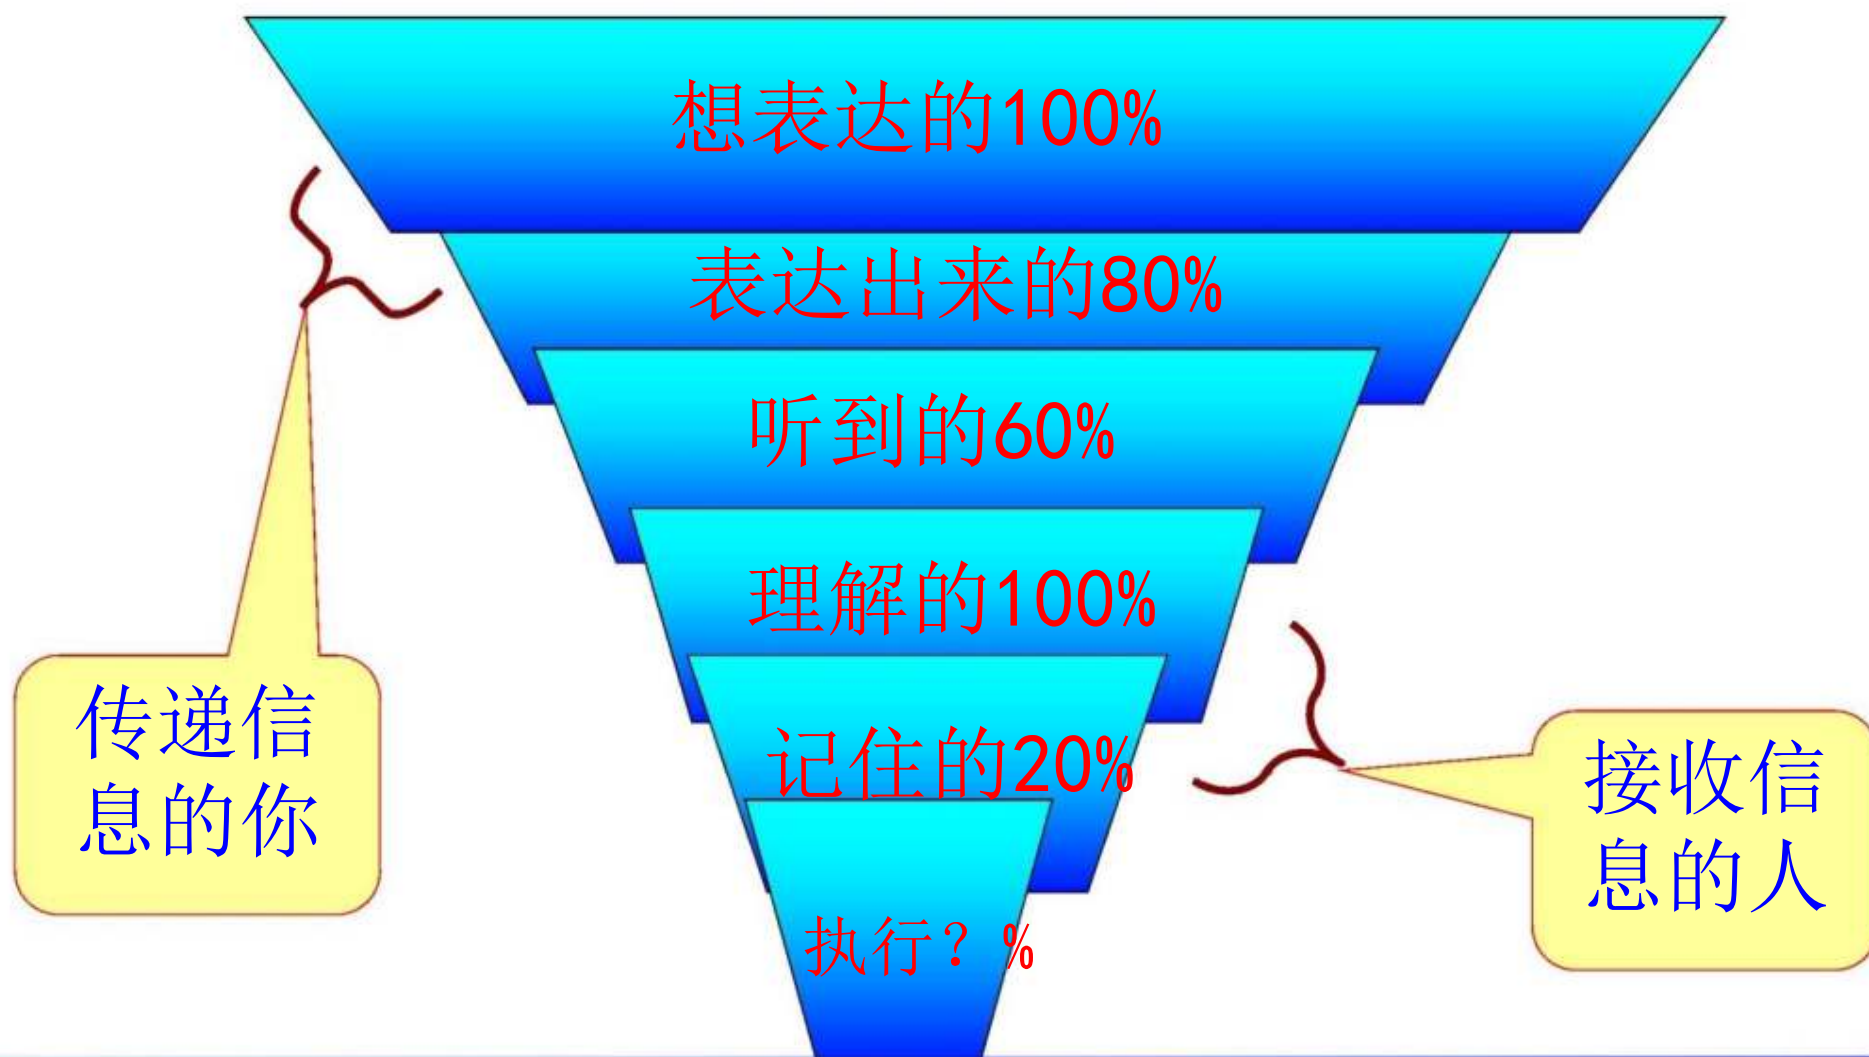 想表达的100%
表达出来的80%
听到的60%
理解的100%
记住的20%
执行？%
传递信
息的你
接收信
息的人